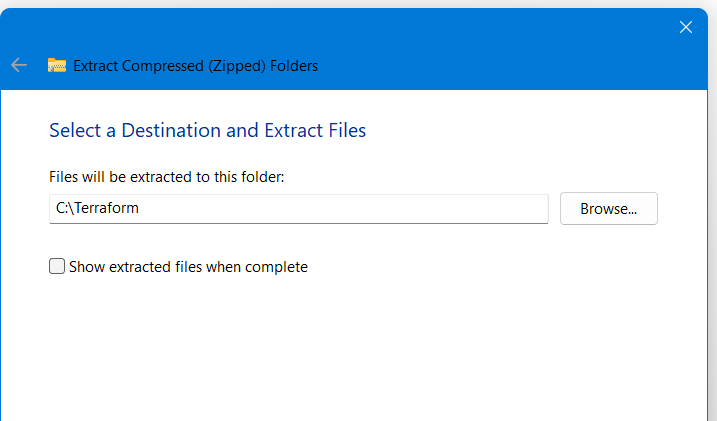 Extract Compressed (Zipped) Folders
Select a Destination and Extract Files
Files will be extracted to this folder:
C:\Terraform
Browse...
Show extracted files when complete